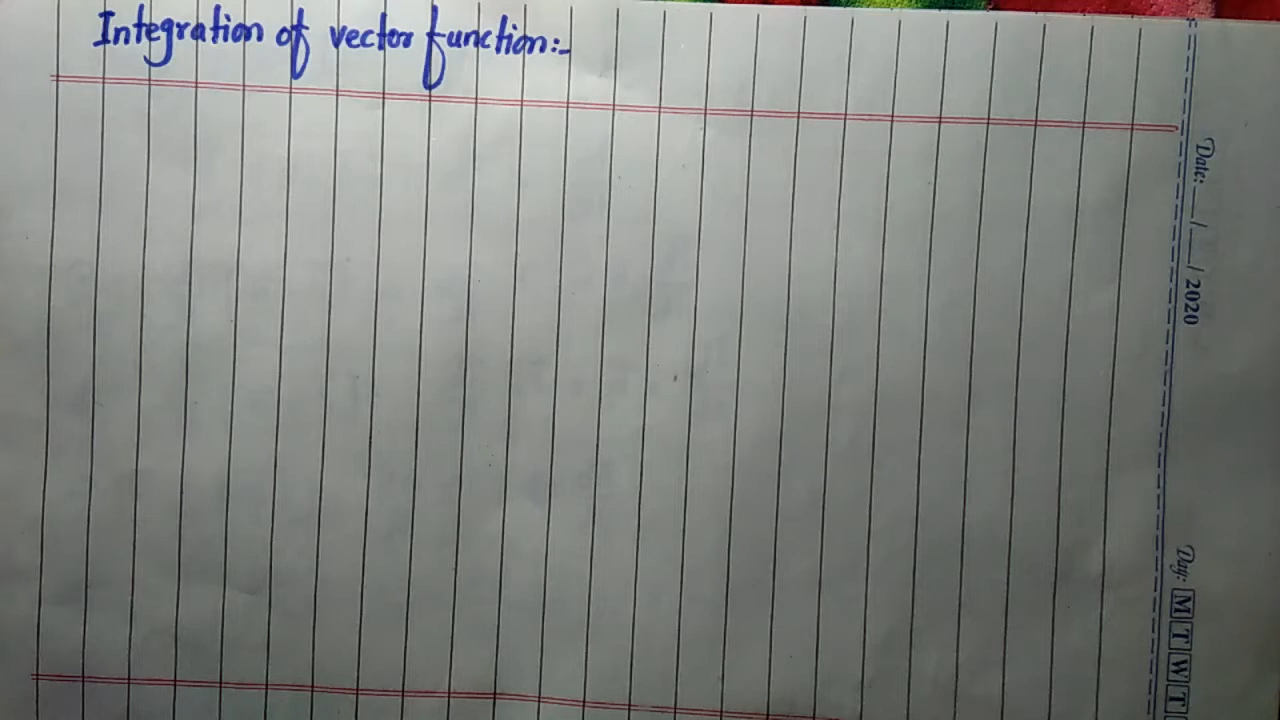 Integration of vector function:-
Date: __/__/2020
Day: M T W T